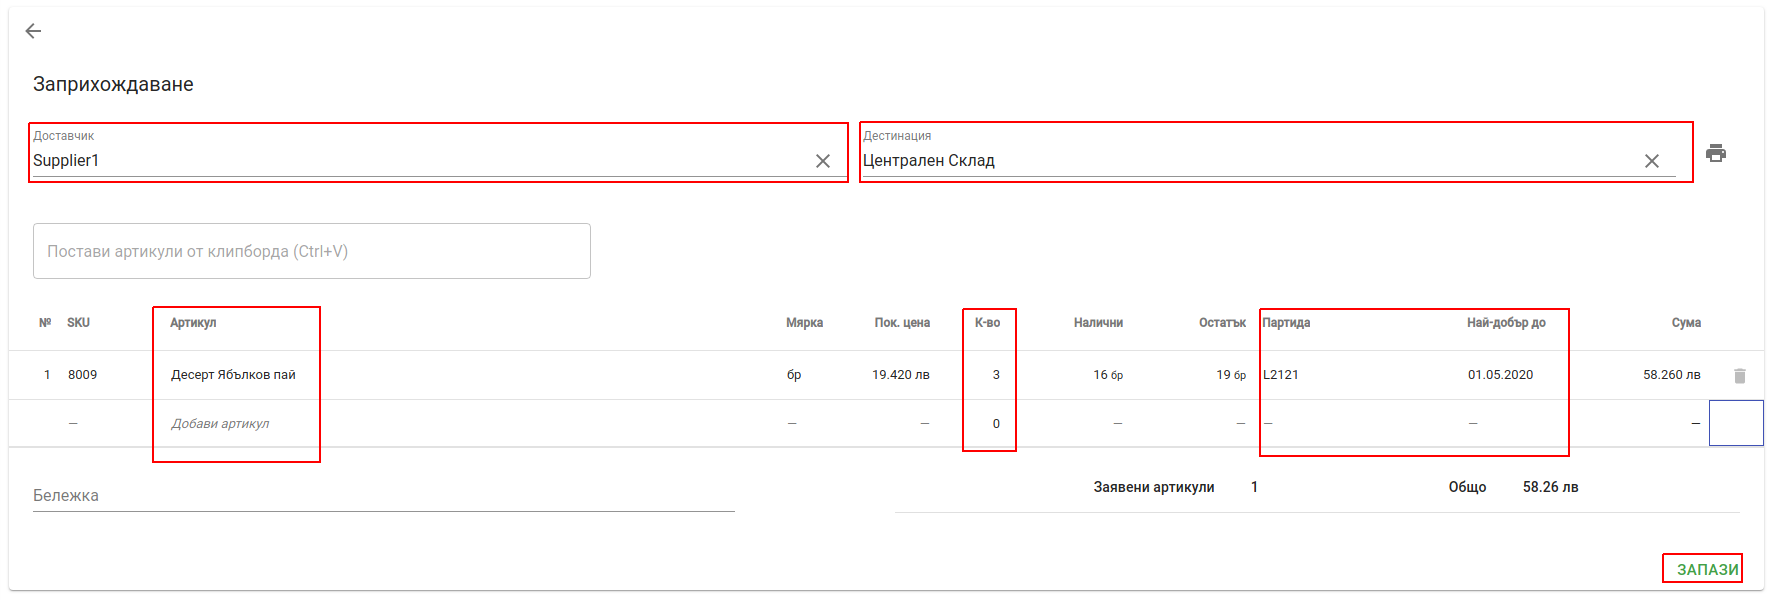 Заприхождаване
Доставчик
Supplier1
Дестинация
Централен Склад
Постави артикули от клипборда (Ctrl+V)
№ SKU Артикул Мярка Пок. цена К-во Налични Остатък Партида Най-добър до Сума
1 8009 Десерт Ябълков пай бр 19.420 лв 3 16 бр 19 бр L2121 01.05.2020 58.260 лв
— Добави артикул — — 0 — — — — —
Бележка
Заявени артикули 1 Общо 58.26 лв
ЗАПАЗИ